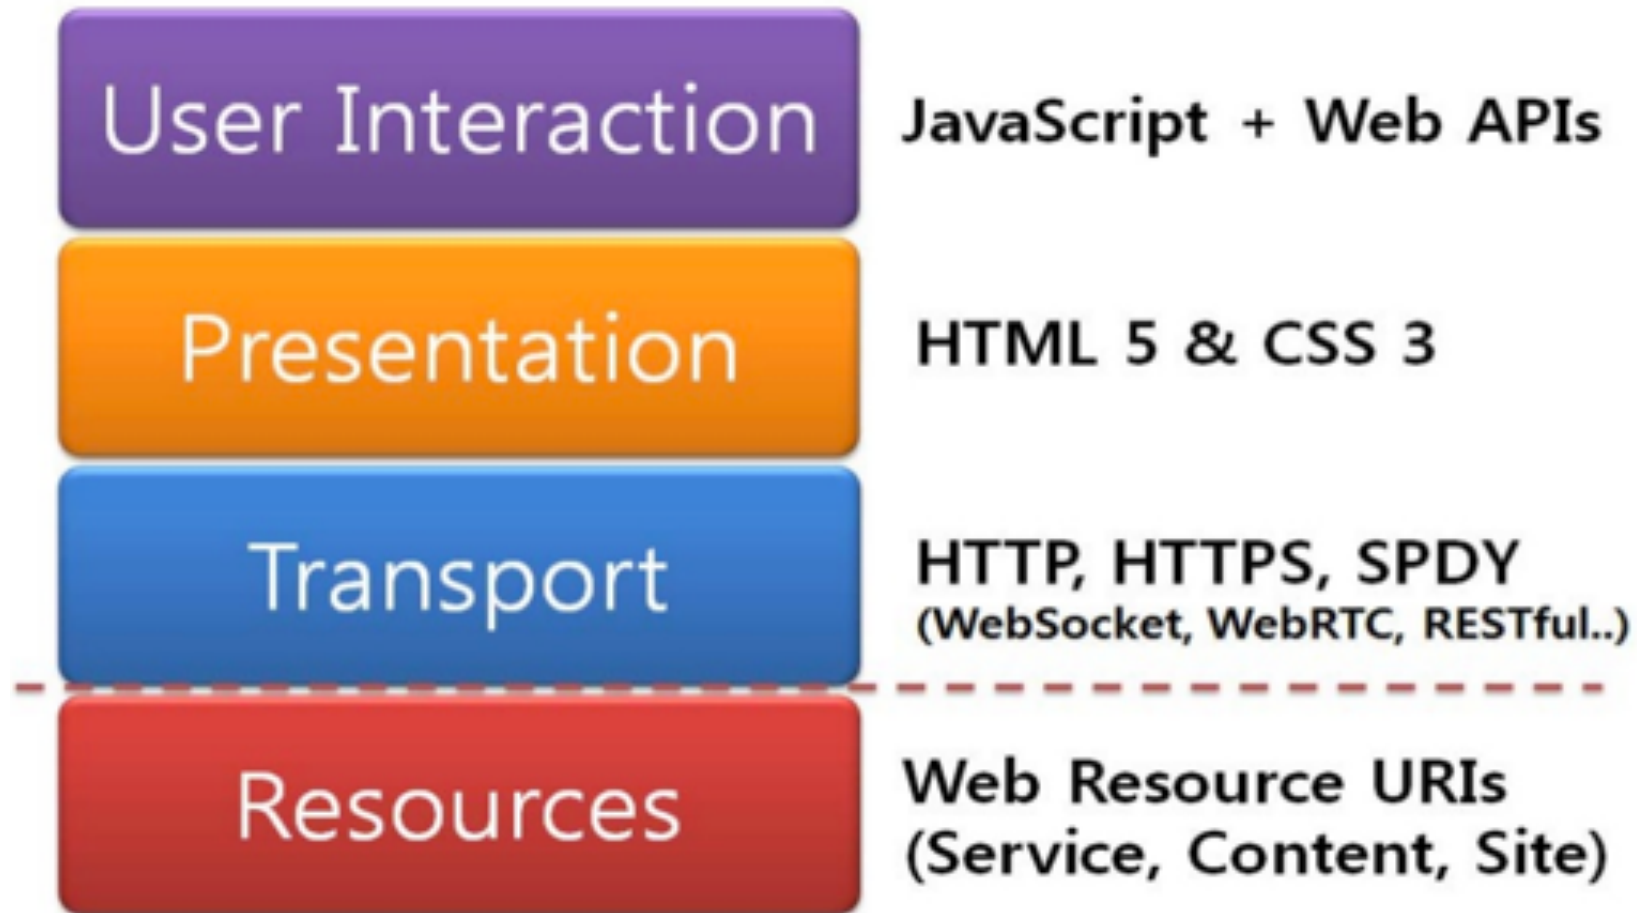 User Interaction
JavaScript + Web APIs
Presentation
HTML 5 & CSS 3
Transport
HTTP, HTTPS, SPDY
(WebSocket, WebRTC, RESTful..)
Resources
Web Resource URIs
(Service, Content, Site)